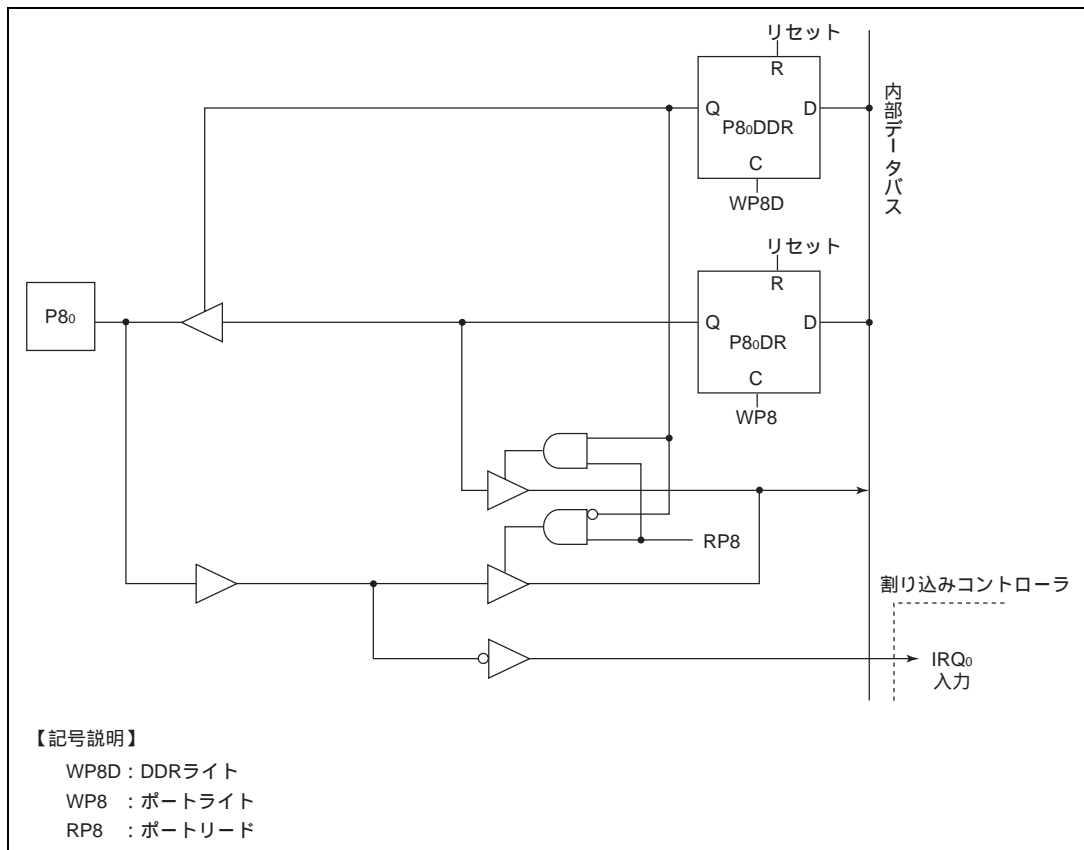 リセット
R
Q
D
P8₀DDR
C
WP8D
内部データバス
リセット
R
P8₀
Q
D
P8₀DR
C
WP8
RP8
割り込みコントローラ
IRQ₀
入力
【記号説明】
WP8D : DDRライト
WP8 : ポートライト
RP8 : ポートリード